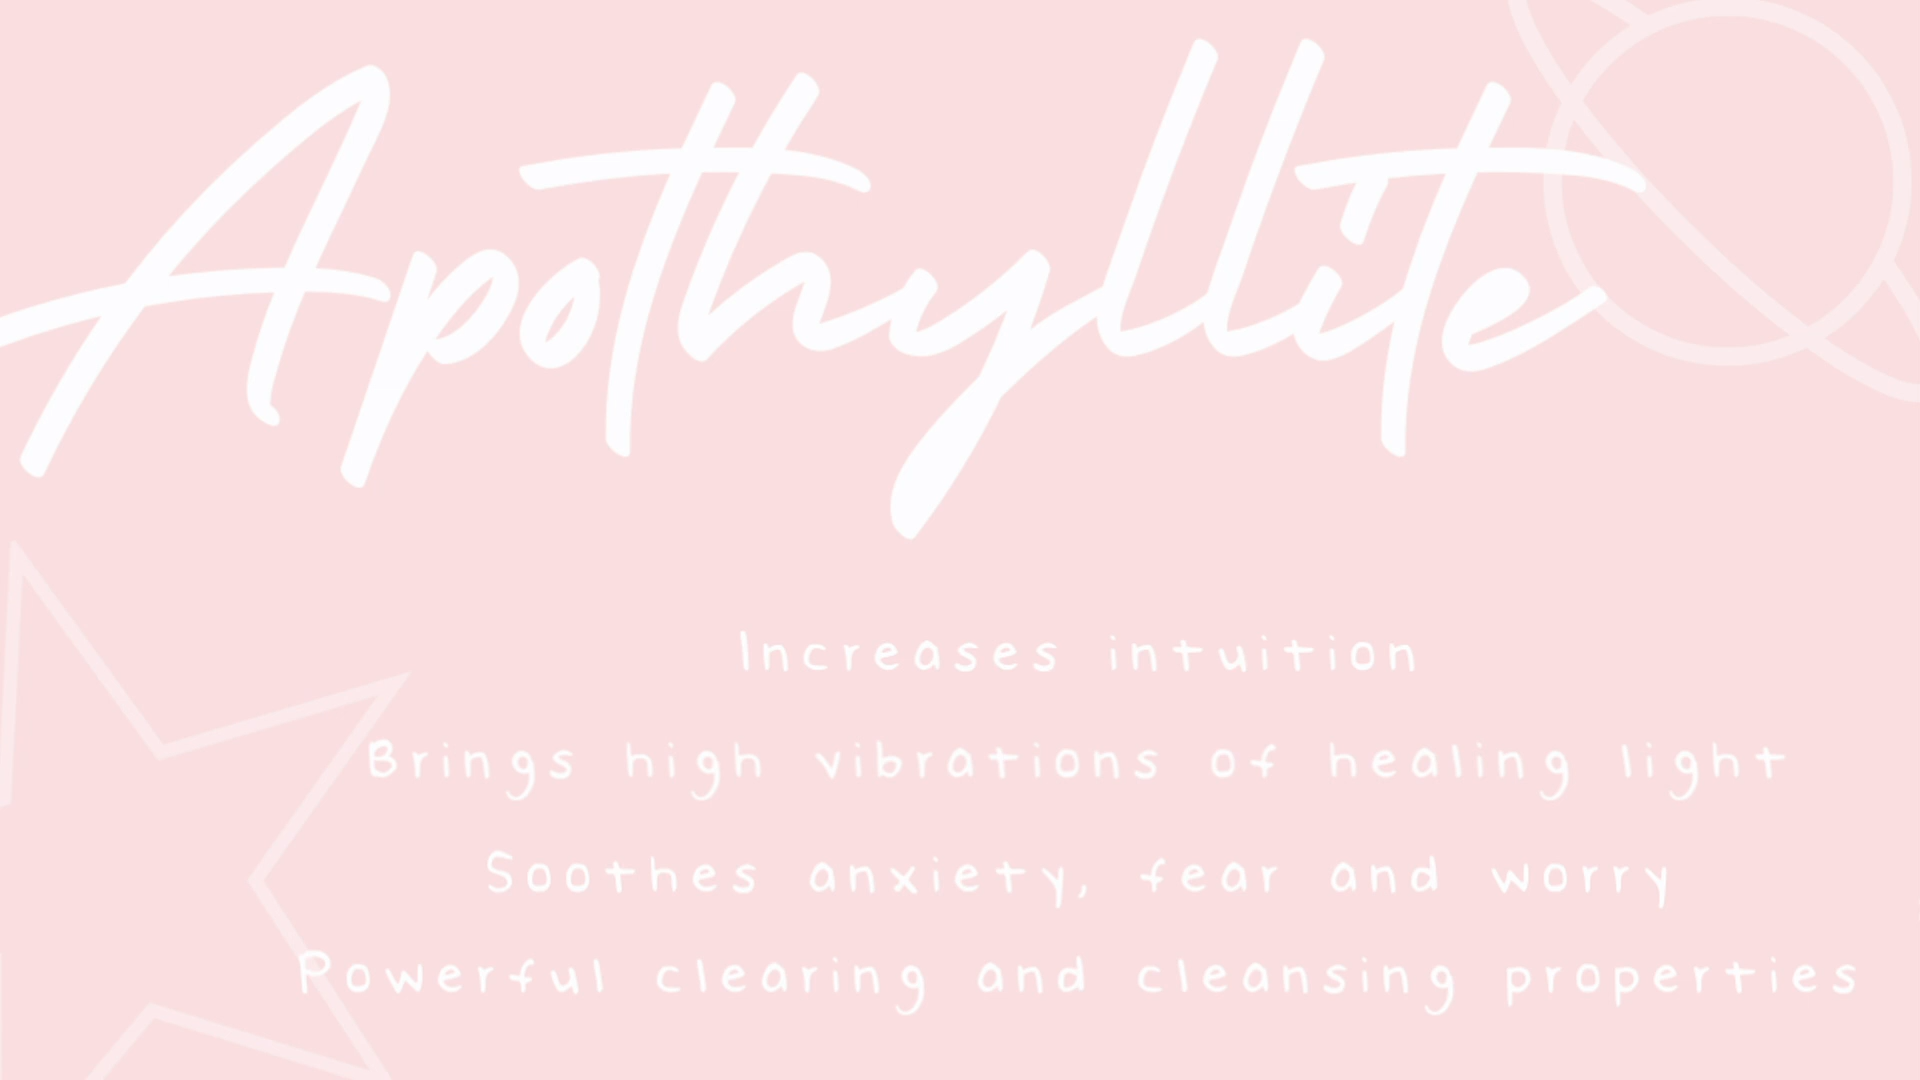 Apothyllite
Increases intuition
Brings high vibrations of healing light
Soothes anxiety, fear and worry
Powerful clearing and cleansing properties